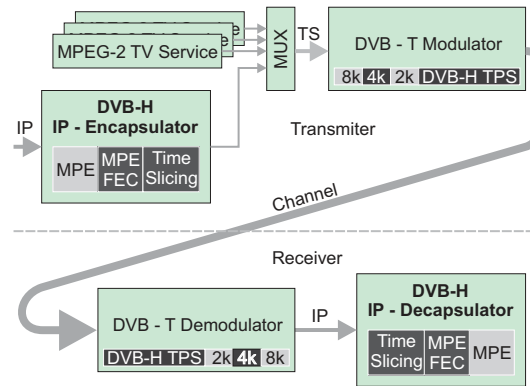 MPEG-2 TV Service
MUX
TS
DVB - T Modulator
8k 4k 2k DVB-H TPS
IP
DVB-H
IP - Encapsulator
MPE
MPE FEC
Time Slicing
Transmiter
Channel
Receiver
DVB - T Demodulator
DVB-H TPS 2k 4k 8k
IP
DVB-H
IP - Decapsulator
Time Slicing
MPE FEC
MPE